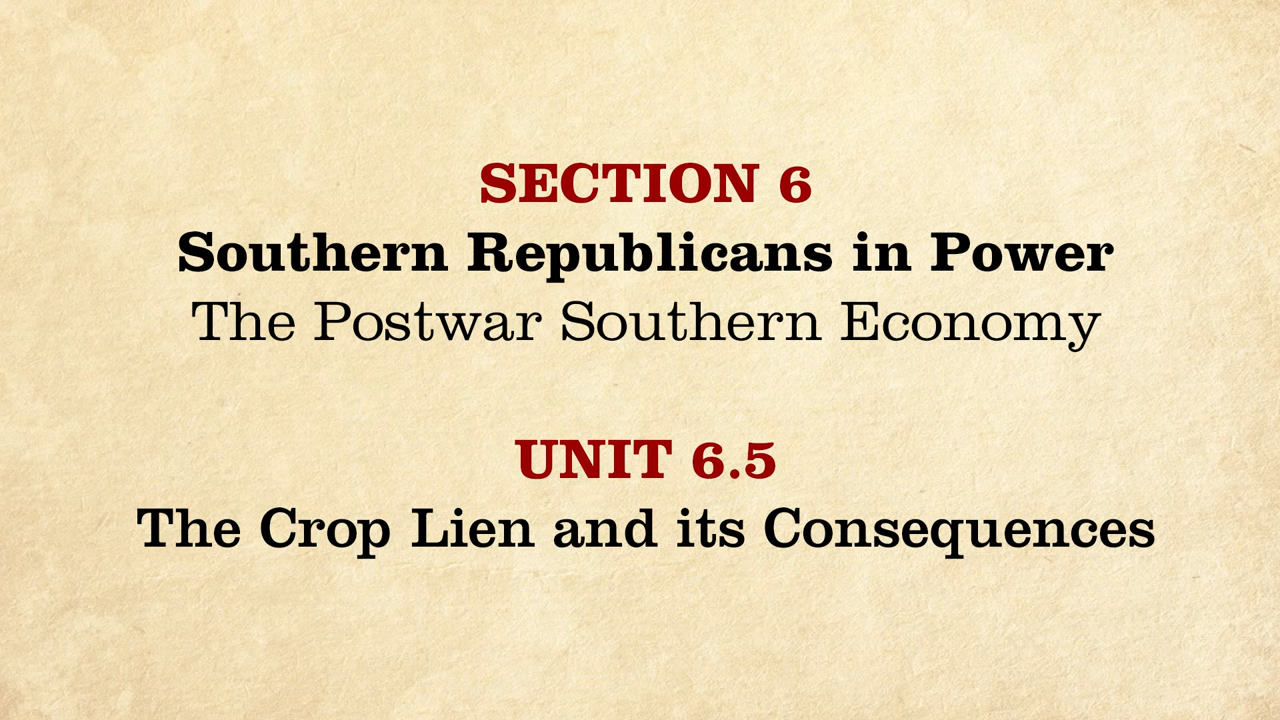 SECTION 6
Southern Republicans in Power
The Postwar Southern Economy
UNIT 6.5
The Crop Lien and its Consequences